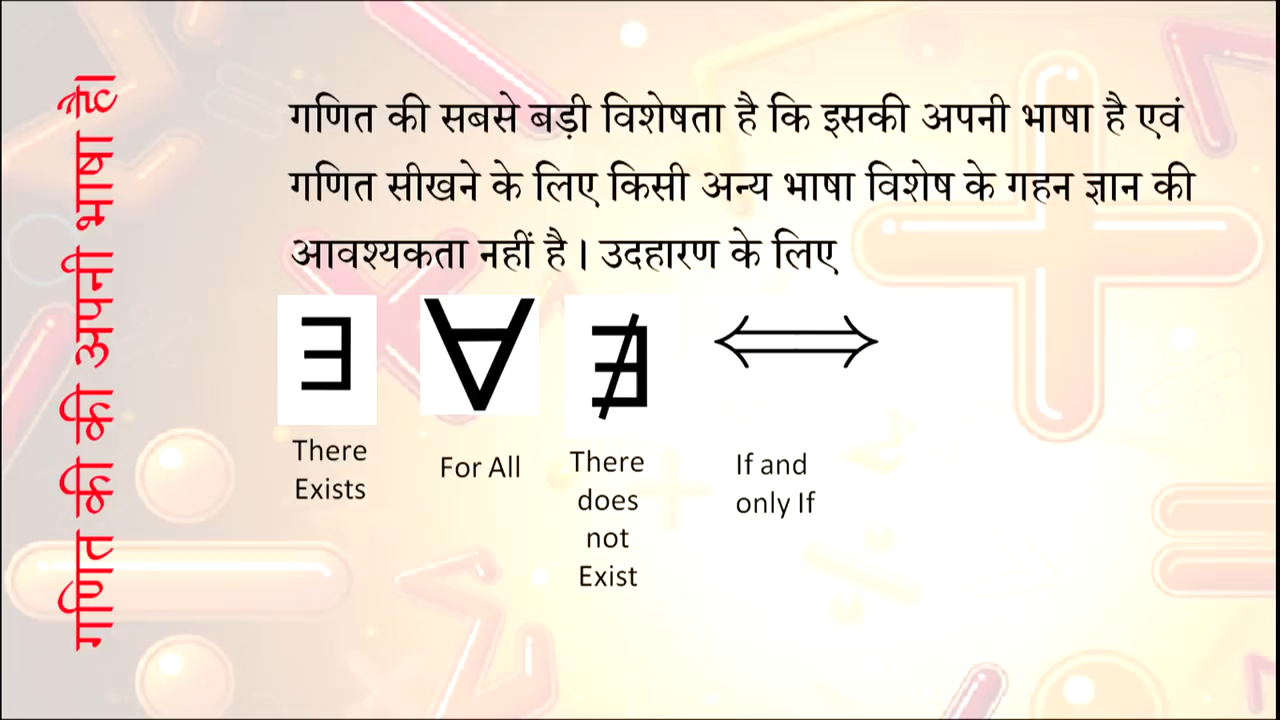 गणित की की अपनी भाषा है।
गणित की सबसे बड़ी विशेषता है कि इसकी अपनी भाषा है एवं
गणित सीखने के लिए किसी अन्य भाषा विशेष के गहन ज्ञान की
आवश्यकता नहीं है । उदहारण के लिए
∃ ∀ ∄ ⟺
There
Exists
For All
There
does
not
Exist
If and
only If